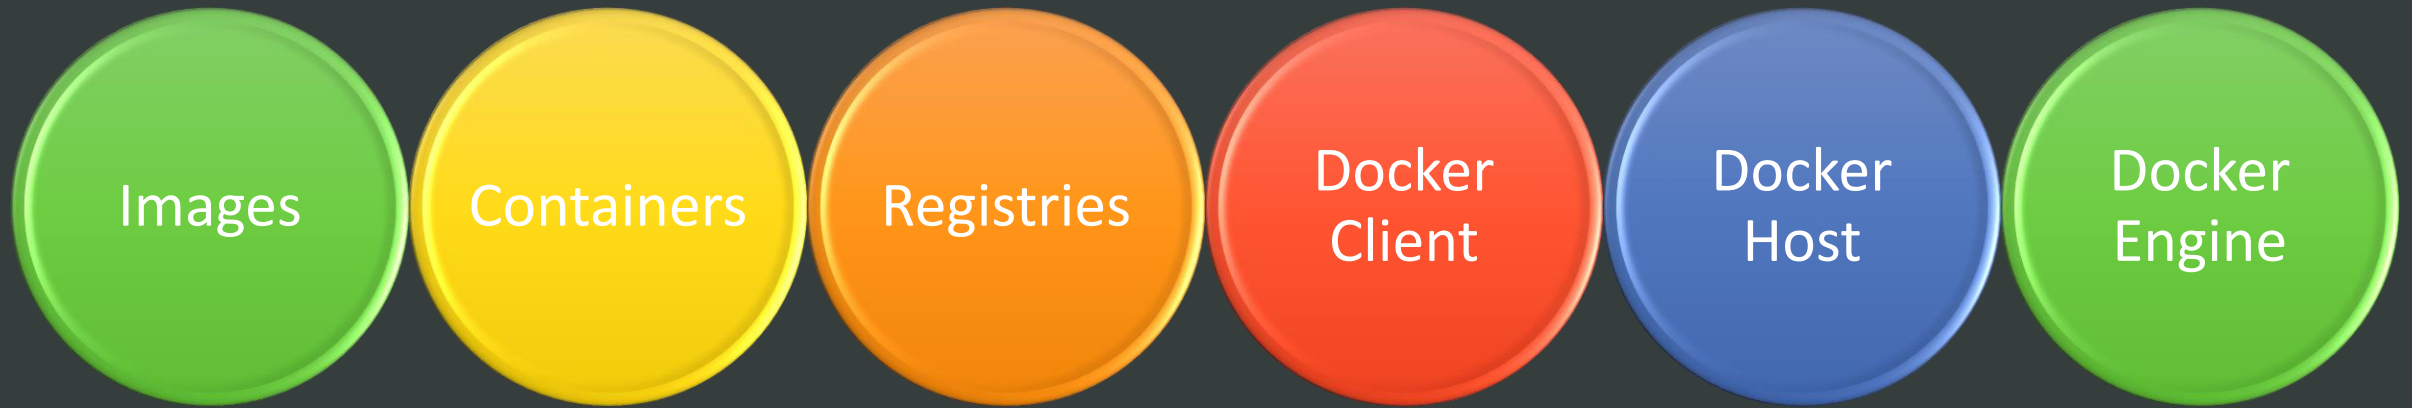 Images
Containers
Registries
Docker
Client
Docker
Host
Docker
Engine